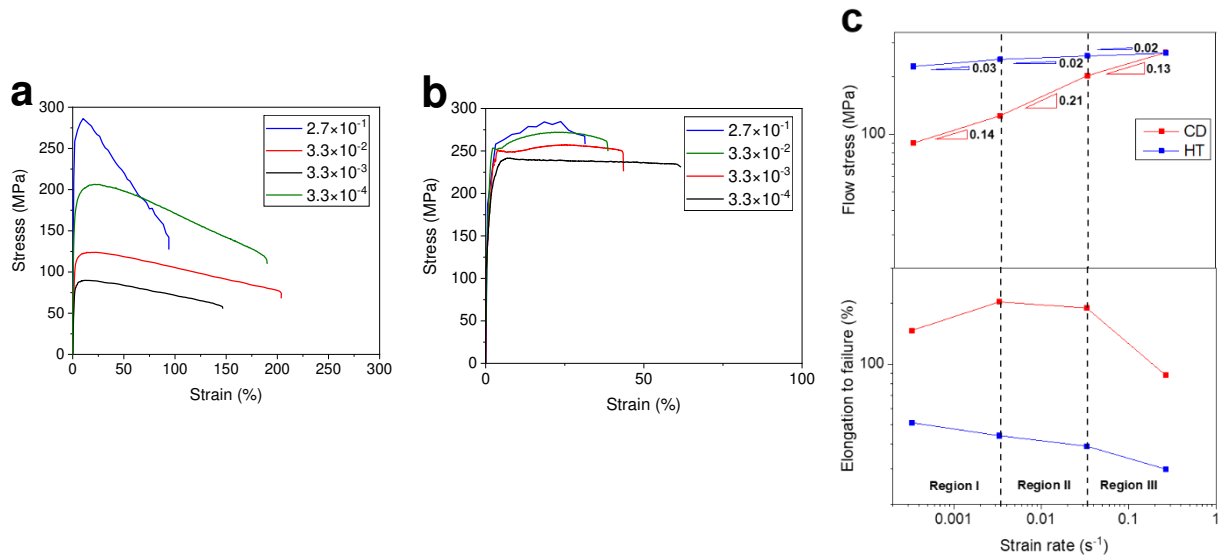 a
300
250
200
150
100
50
0
Stresss (MPa)
0 50 100 150 200 250 300
Strain (%)
2.7×10⁻¹
3.3×10⁻²
3.3×10⁻³
3.3×10⁻⁴
b
300
250
225
200
175
150
125
100
75
50
25
0
Stress (MPa)
0 50 100
Strain (%)
2.7×10⁻¹
3.3×10⁻²
3.3×10⁻³
3.3×10⁻⁴
c
Flow stress (MPa)
100
0.03
0.02
0.02
0.14
0.21
0.13
CD
HT
Elongation to failure (%)
100
Region I
Region II
Region III
0.001 0.01 0.1 1
Strain rate (s⁻¹)